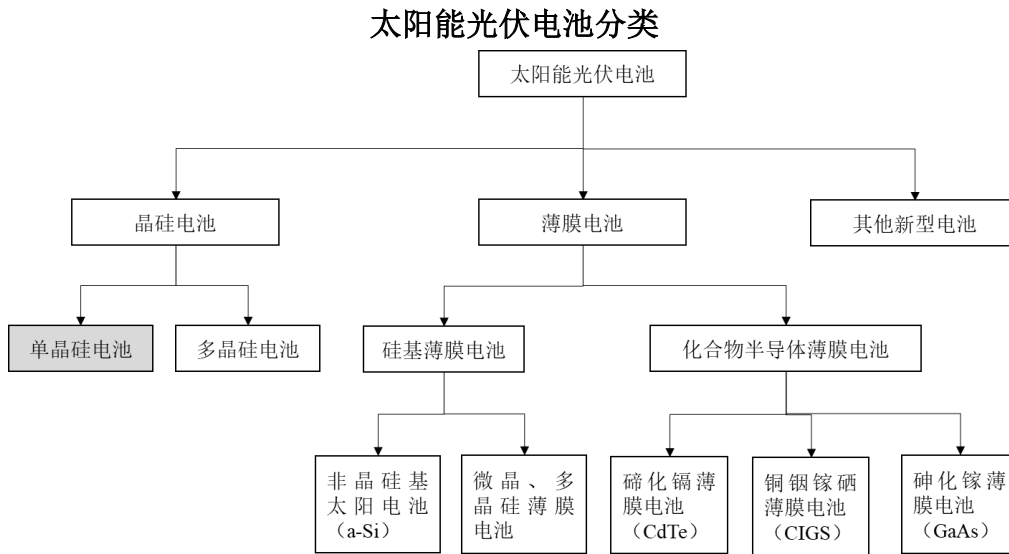 太阳能光伏电池分类
太阳能光伏电池
晶硅电池
薄膜电池
其他新型电池
单晶硅电池
多晶硅电池
硅基薄膜电池
化合物半导体薄膜电池
非晶硅基
太阳电池
(a-Si)
微晶、多
晶硅薄膜
电池
碲化镉薄
膜电池
（CdTe）
铜铟镓硒
薄膜电池
（CIGS）
砷化镓薄
膜电池
（GaAs）